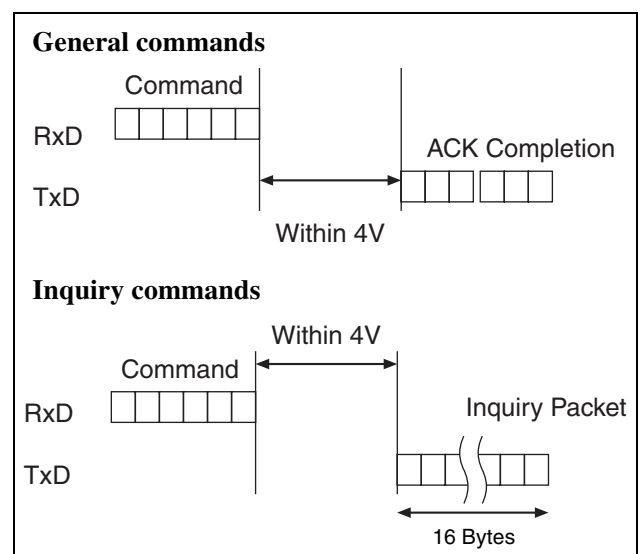 General commands
Command
RxD
ACK Completion
TxD
Within 4V
Inquiry commands
Within 4V
Command
RxD
Inquiry Packet
TxD
16 Bytes